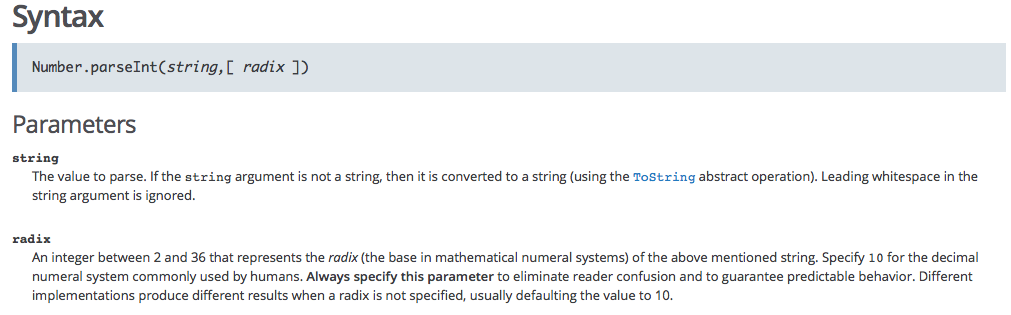 Syntax
Number.parseInt(string,[ radix ])
Parameters
string
The value to parse. If the string argument is not a string, then it is converted to a string (using the ToString abstract operation). Leading whitespace in the
string argument is ignored.
radix
An integer between 2 and 36 that represents the radix (the base in mathematical numeral systems) of the above mentioned string. Specify 10 for the decimal
numeral system commonly used by humans. Always specify this parameter to eliminate reader confusion and to guarantee predictable behavior. Different
implementations produce different results when a radix is not specified, usually defaulting the value to 10.